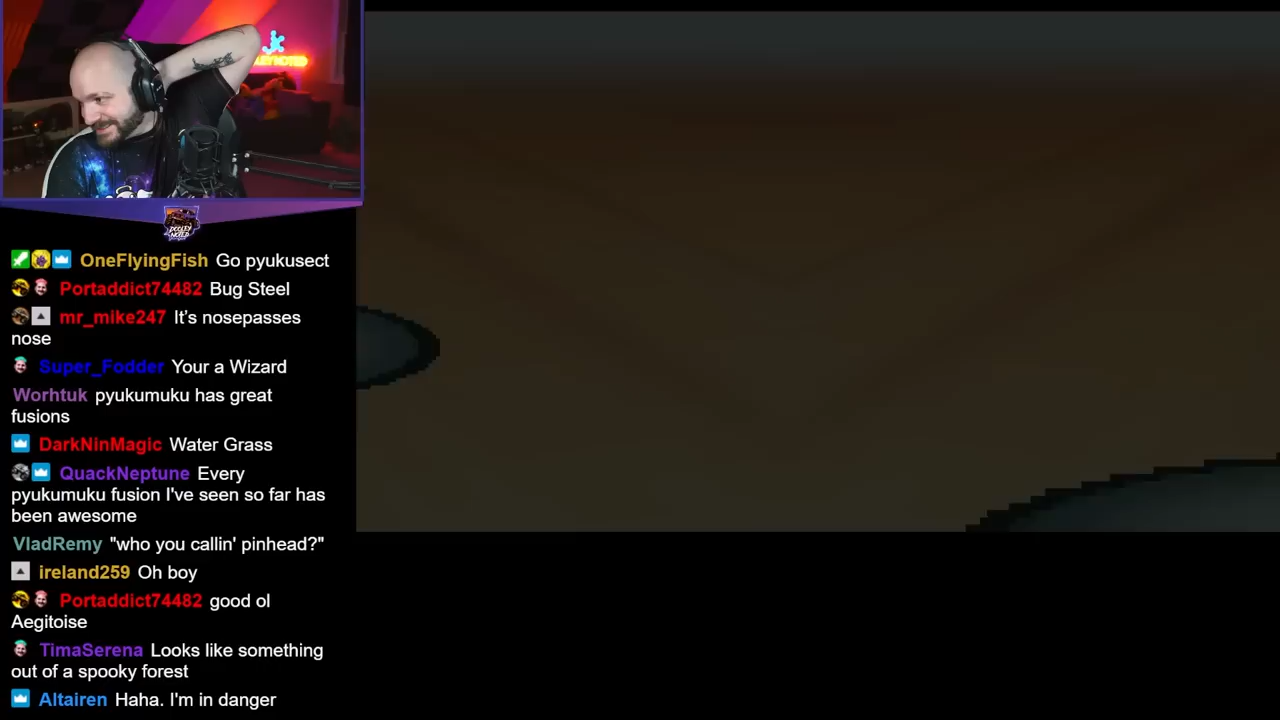 OneFlyingFish Go pyukusect
Portaddict74482 Bug Steel
mr_mike247 It's nosepasses
nose
Super_Fodder Your a Wizard
Worhtuk pyukumuku has great
fusions
DarkNinMagic Water Grass
QuackNeptune Every
pyukumuku fusion I've seen so far has
been awesome
VladRemy "who you callin' pinhead?"
ireland259 Oh boy
Portaddict74482 good ol
Aegitoise
TimaSerena Looks like something
out of a spooky forest
Altairen Haha. I'm in danger
DOOLEY
NOTED